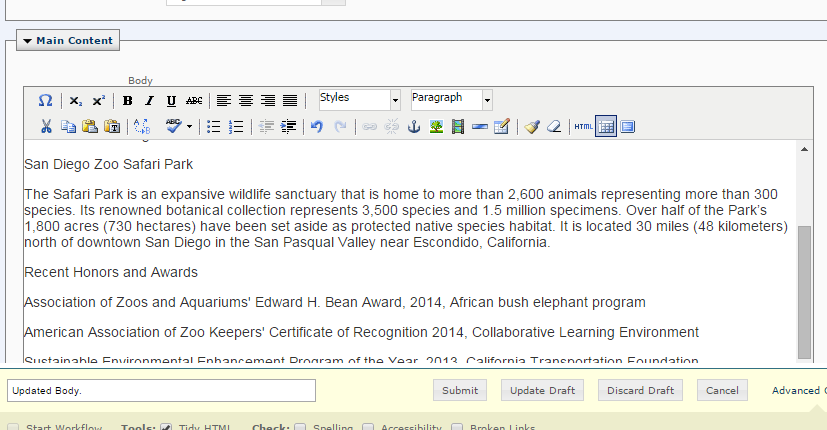 Main Content
Body
Ω X₂ X² B I U ABC Styles Paragraph
ABC HTML
San Diego Zoo Safari Park
The Safari Park is an expansive wildlife sanctuary that is home to more than 2,600 animals representing more than 300
species. Its renowned botanical collection represents 3,500 species and 1.5 million specimens. Over half of the Park's
1,800 acres (730 hectares) have been set aside as protected native species habitat. It is located 30 miles (48 kilometers)
north of downtown San Diego in the San Pasqual Valley near Escondido, California.
Recent Honors and Awards
Association of Zoos and Aquariums' Edward H. Bean Award, 2014, African bush elephant program
American Association of Zoo Keepers' Certificate of Recognition 2014, Collaborative Learning Environment
Sustainable Environmental Enhancement Program of the Year, 2013, California Transportation Foundation
Updated Body. Submit Update Draft Discard Draft Cancel Advanced
Start Workflow Tools: Tidy HTML Check: Spelling Accessibility Broken Links